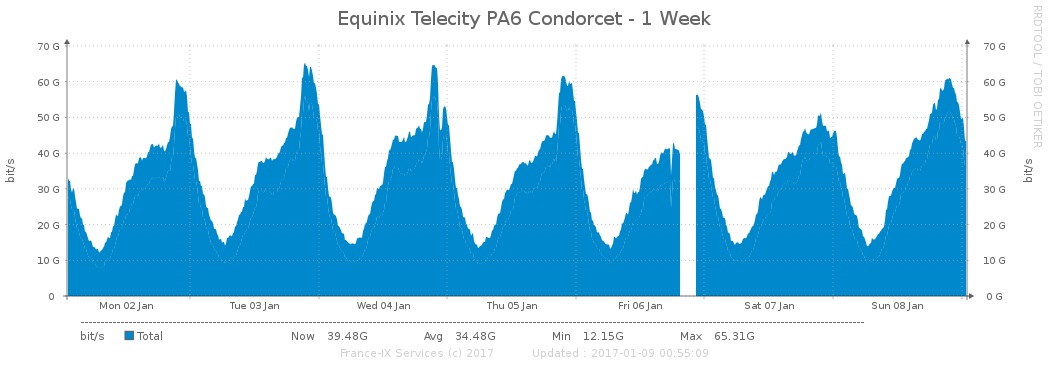 Equinix Telecity PA6 Condorcet - 1 Week
RRDTOOL / TOBI OETIKER
70 G 70 G
60 G 60 G
50 G 50 G
40 G 40 G
30 G 30 G
20 G 20 G
10 G 10 G
0 0 G
bit/s bit/s
Mon 02 Jan Tue 03 Jan Wed 04 Jan Thu 05 Jan Fri 06 Jan Sat 07 Jan Sun 08 Jan
bit/s Total Now 39.48G Avg 34.48G Min 12.15G Max 65.31G
France-IX Services (c) 2017 Updated : 2017-01-09 00:55:09